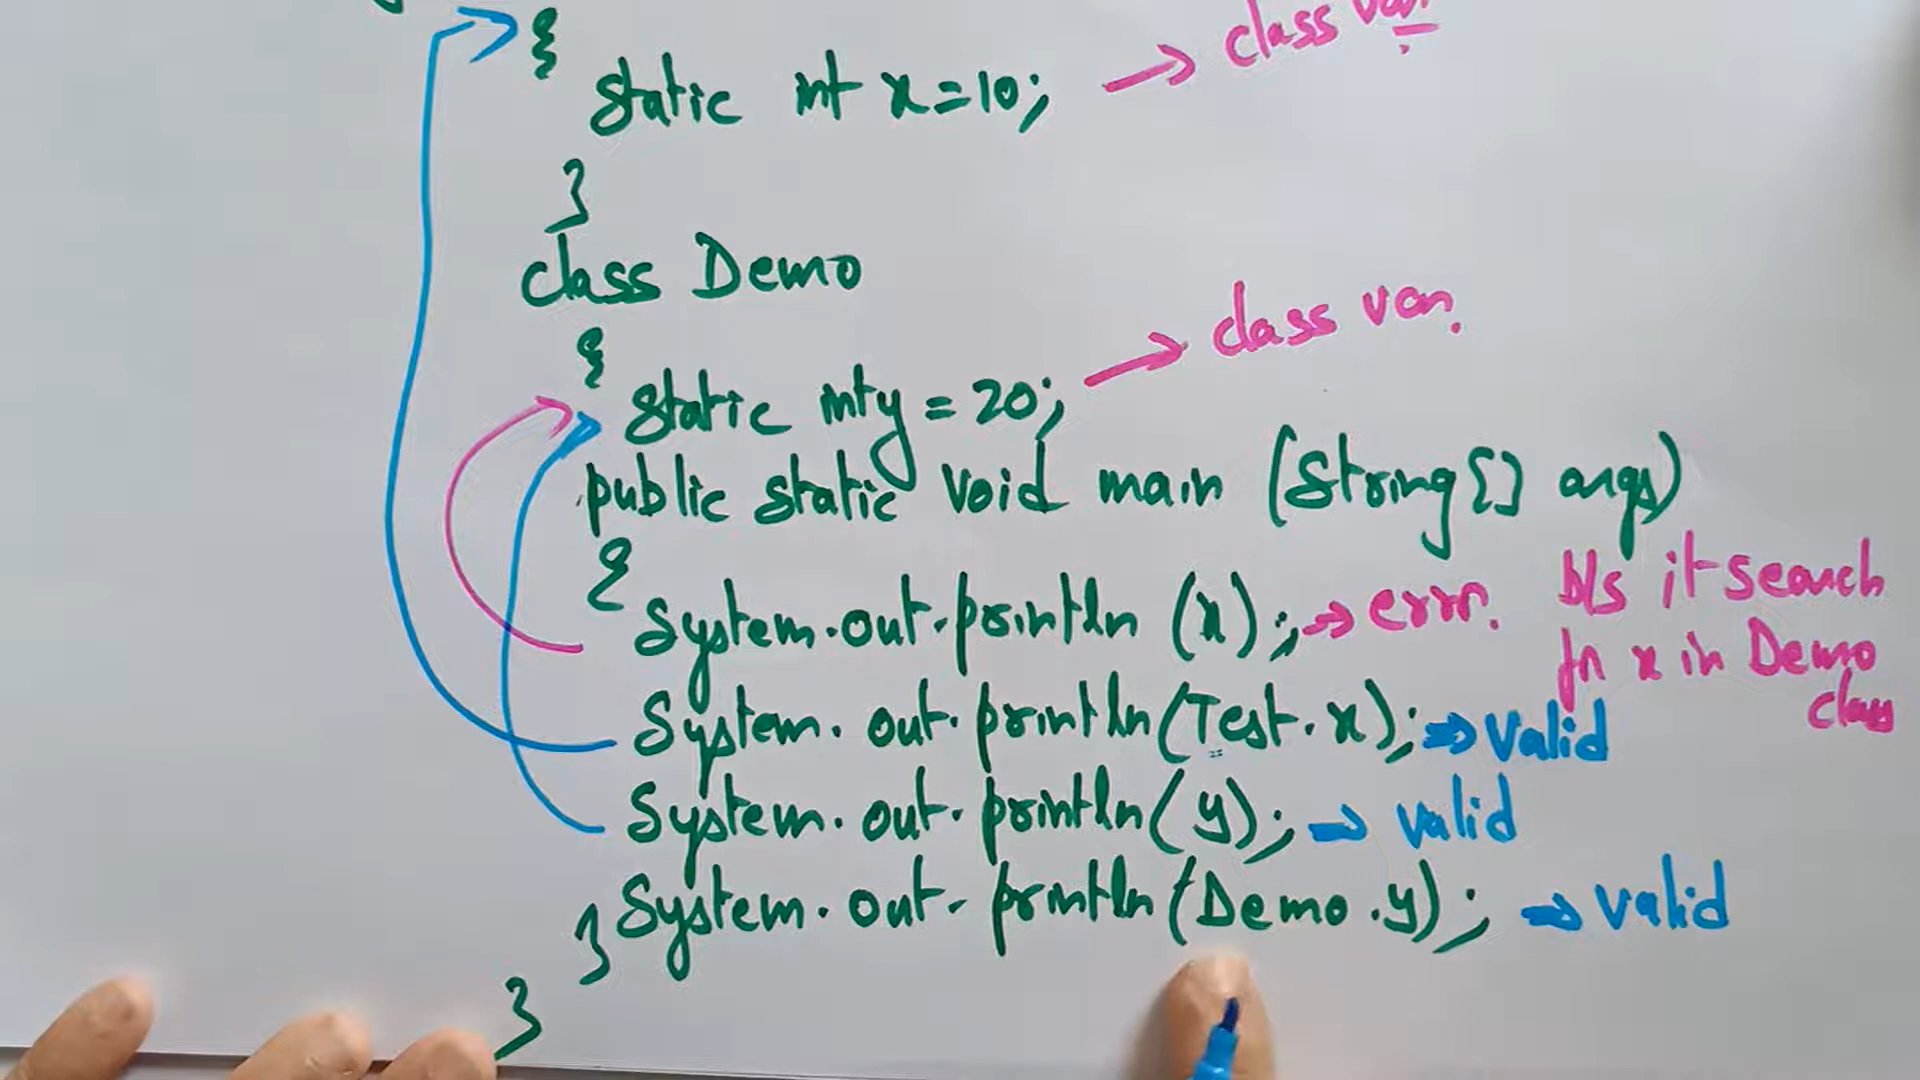 {
static int x=10; → class var.
}
class Demo
{
static int y = 20; → class var.
public static void main (String[] args)
{
System.out.println (x); → err. b/s it search
fr x in Demo
class
System.out.println(Test.x); ⇒ valid
System.out.println(y); ⇒ valid
System.out.println(Demo.y); ⇒ valid
}
}